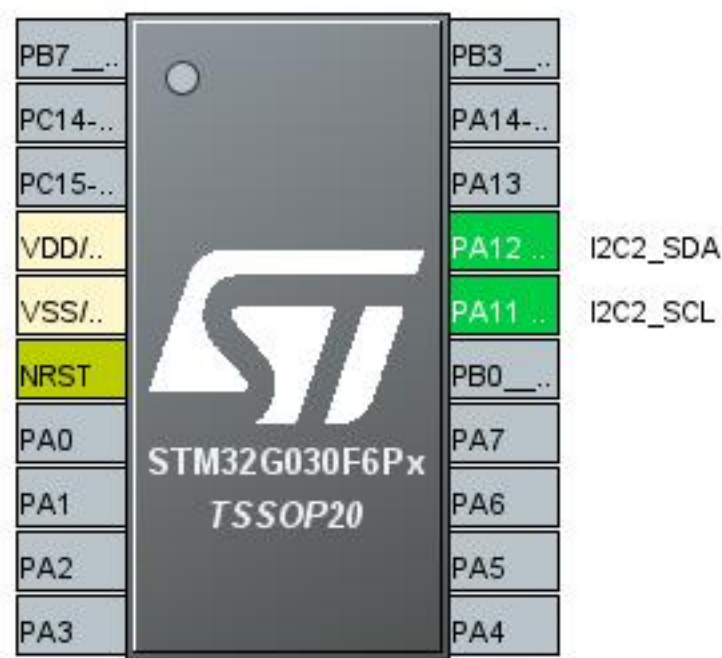 PB7__.. PB3__..
PC14-.. PA14-..
PC15-.. PA13
VDD/.. PA12 .. I2C2_SDA
VSS/.. PA11 .. I2C2_SCL
NRST PB0__..
PA0 PA7
STM32G030F6Px
PA1 PA6
TSSOP20
PA2 PA5
PA3 PA4